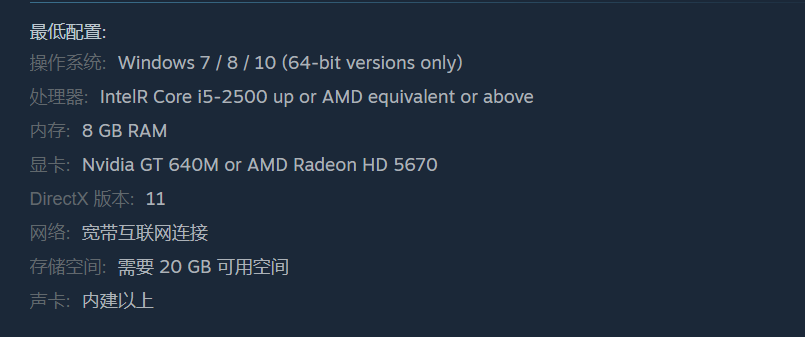 最低配置:
操作系统: Windows 7 / 8 / 10 (64-bit versions only)
处理器: IntelR Core i5-2500 up or AMD equivalent or above
内存: 8 GB RAM
显卡: Nvidia GT 640M or AMD Radeon HD 5670
DirectX 版本: 11
网络: 宽带互联网连接
存储空间: 需要 20 GB 可用空间
声卡: 内建以上